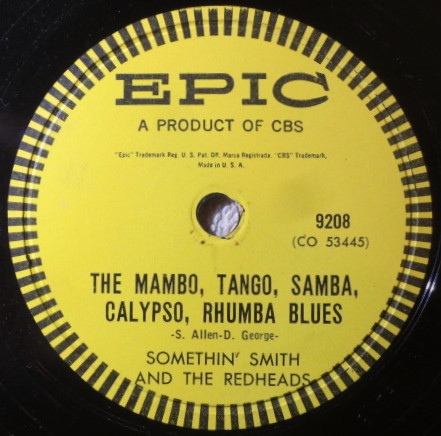 EPIC
A PRODUCT OF CBS
"Epic" Trademark Reg. U. S. Pat. Off. Marca Registrada. "CBS" Trademark,
Made in U. S. A.
9208
(CO 53445)
THE MAMBO, TANGO, SAMBA,
CALYPSO, RHUMBA BLUES
-S. Allen-D. George-
SOMETHIN' SMITH
AND THE REDHEADS